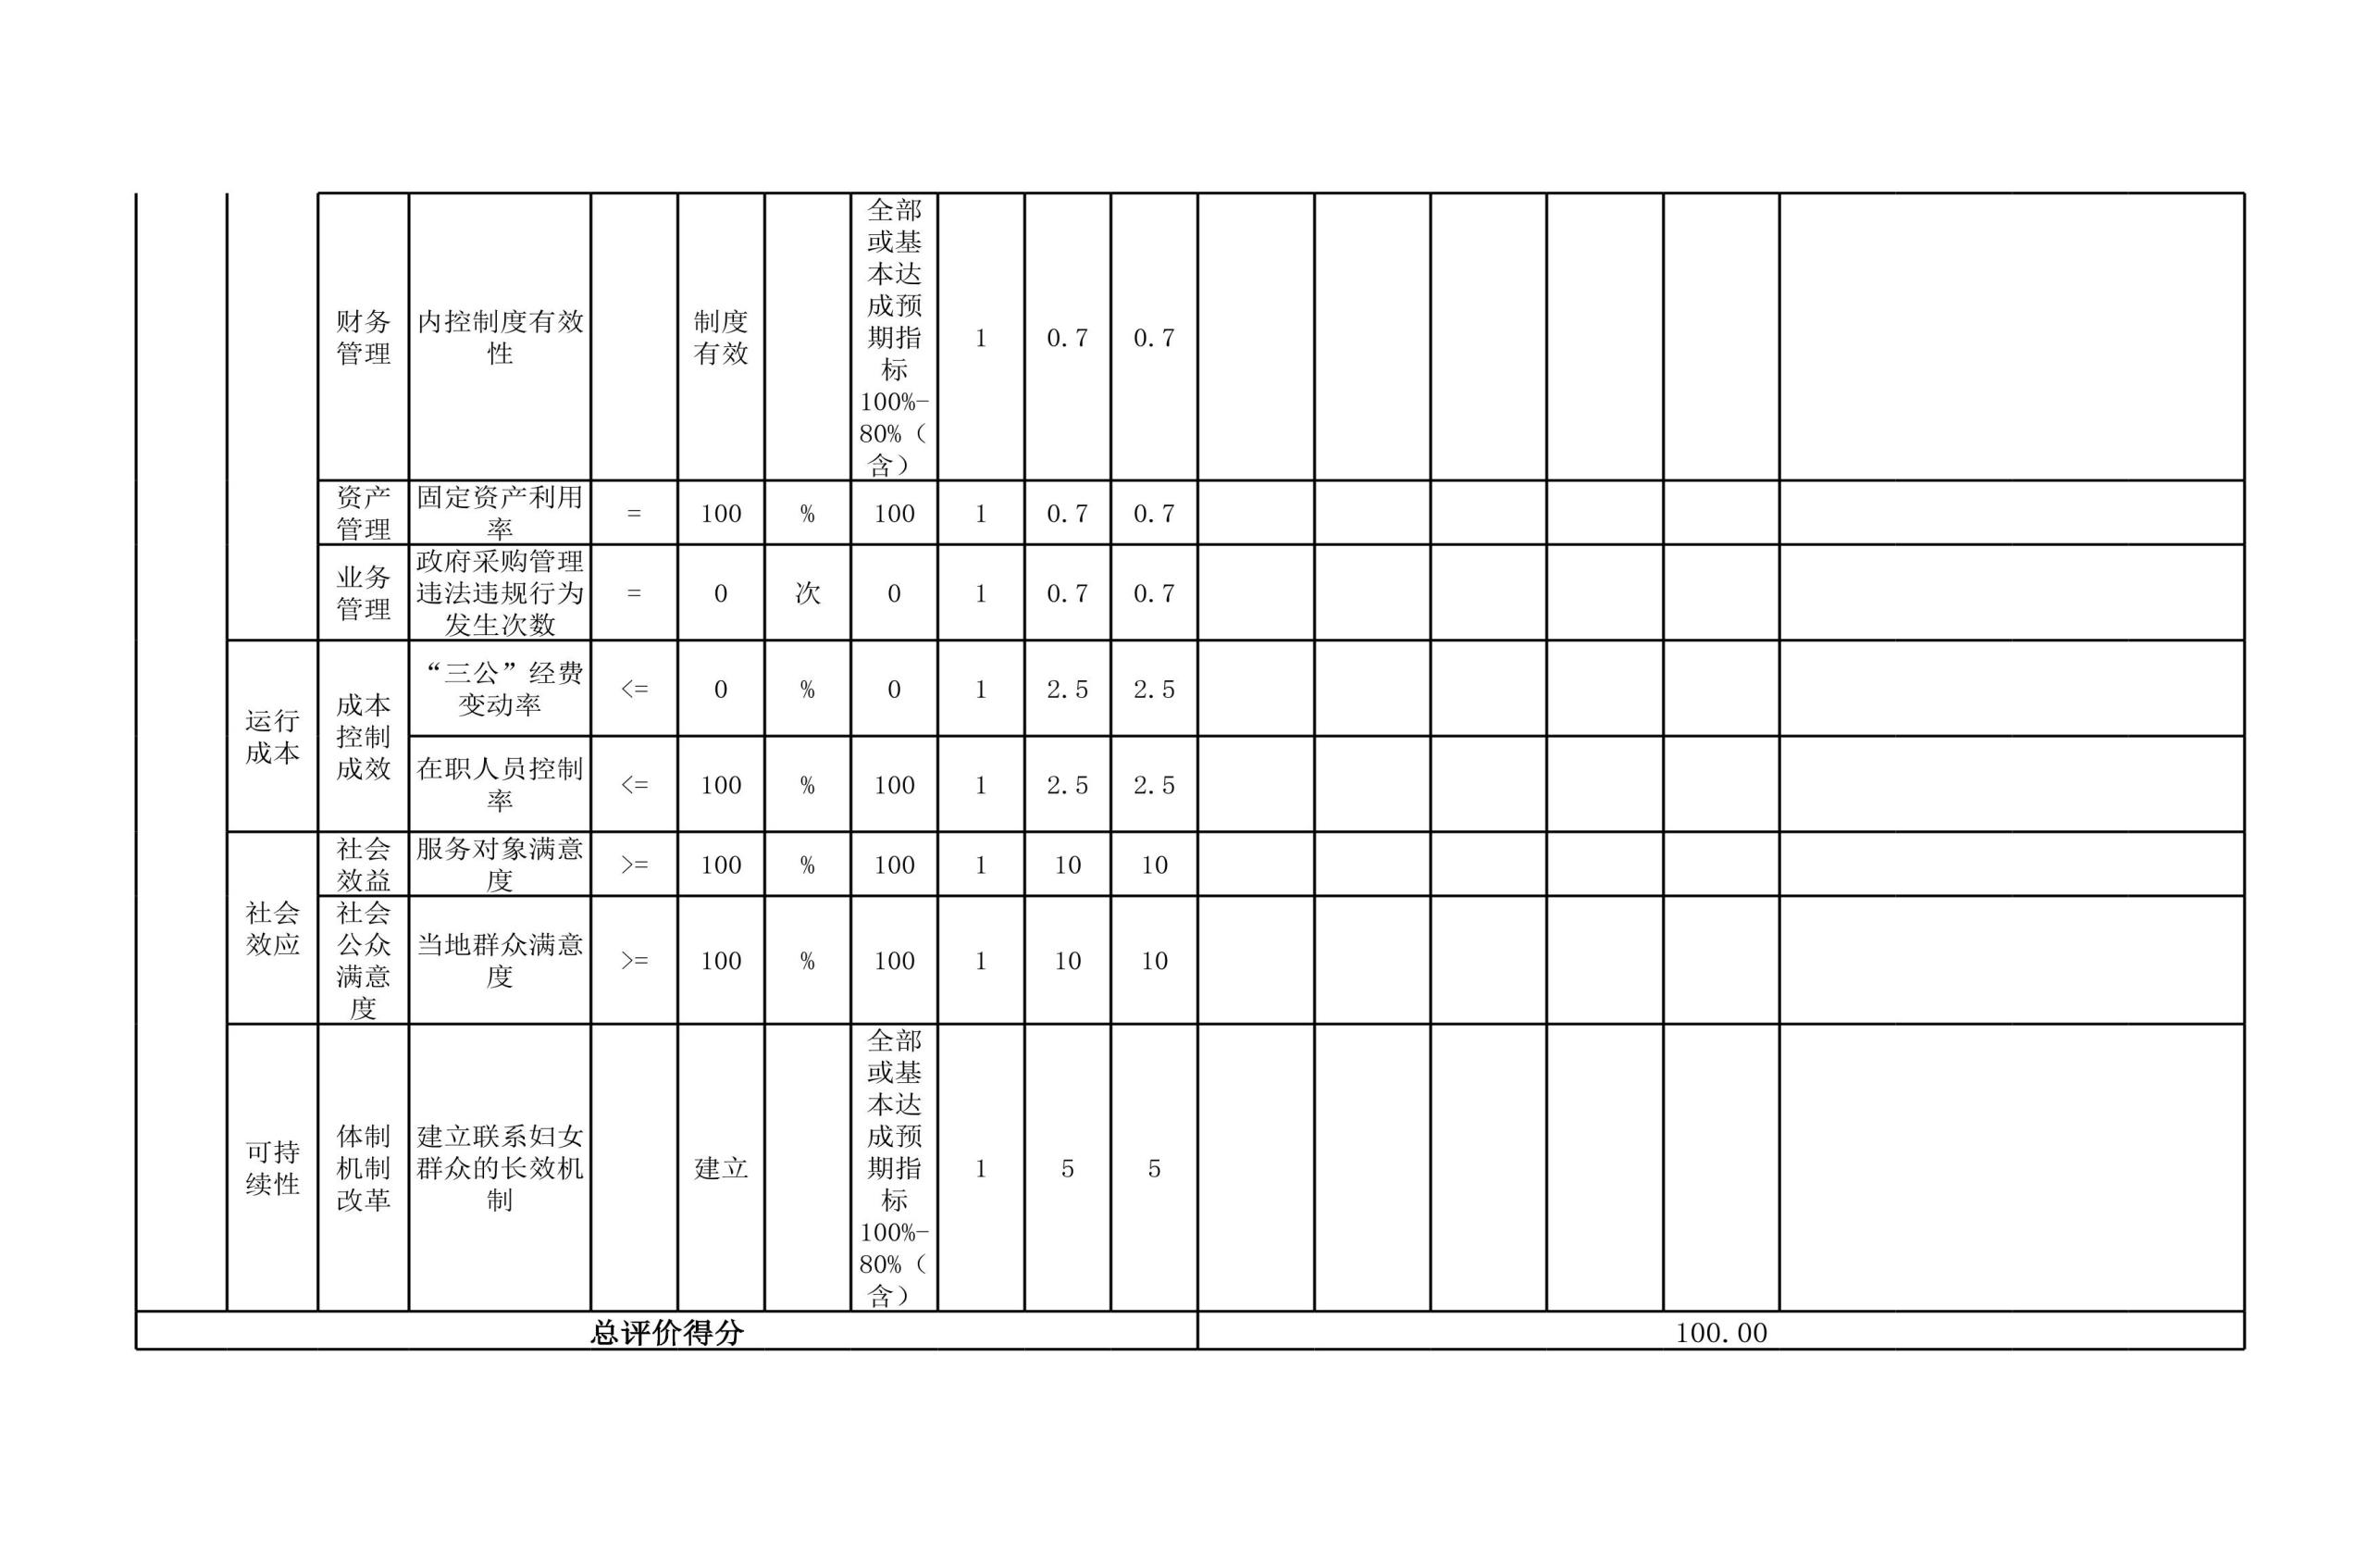 财务
管理
内控制度有效
性
制度
有效
全部
或基
本达
成预
期指
标
100%-
80%（
含）
1
0.7
0.7
资产
管理
固定资产利用
率
=
100
%
100
1
0.7
0.7
业务
管理
政府采购管理
违法违规行为
发生次数
=
0
次
0
1
0.7
0.7
运行
成本
成本
控制
成效
“三公”经费
变动率
<=
0
%
0
1
2.5
2.5
在职人员控制
率
<=
100
%
100
1
2.5
2.5
社会
效应
社会
效益
服务对象满意
度
>=
100
%
100
1
10
10
社会
公众
满意
度
当地群众满意
度
>=
100
%
100
1
10
10
可持
续性
体制
机制
改革
建立联系妇女
群众的长效机
制
建立
全部
或基
本达
成预
期指
标
100%-
80%（
含）
1
5
5
总评价得分
100.00